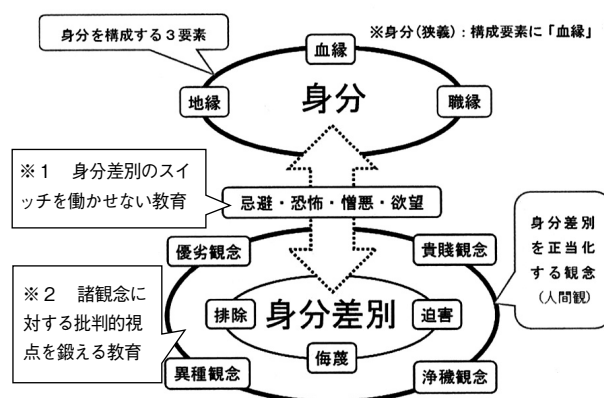 身分を構成する3要素
※身分(狭義):構成要素に「血縁」
血縁
地縁
身分
職縁
※1 身分差別のスイ
ッチを働かせない教育
忌避・恐怖・憎悪・欲望
優劣観念
貴賤観念
身分差別
を正当化
する観念
(人間観)
※2 諸観念に
対する批判的視
点を鍛える教育
排除
身分差別
迫害
侮蔑
異種観念
浄穢観念